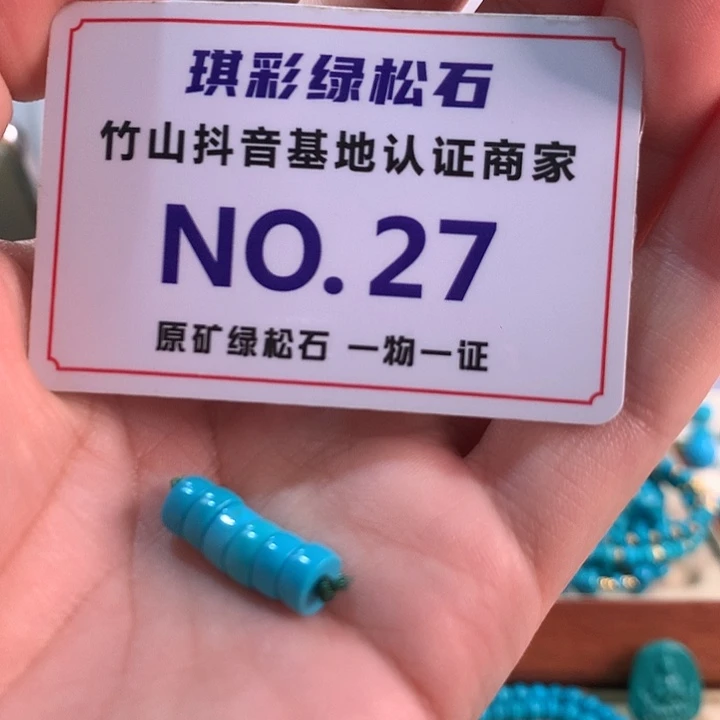 琪彩绿松石
竹山抖音基地认证商家
NO.27
原矿绿松石 一物一证